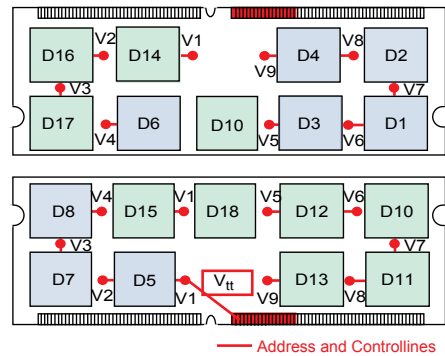 V2 V1 V8
D16 D14 D4 D2
V9
V3 V7
D17 D6 D10 D3 D1
V4 V5 V6
V4 V1 V5 V6
D8 D15 D18 D12 D10
V3 V7
D7 D5 Vtt D13 D11
V2 V1 V9 V8
Address and Controllines